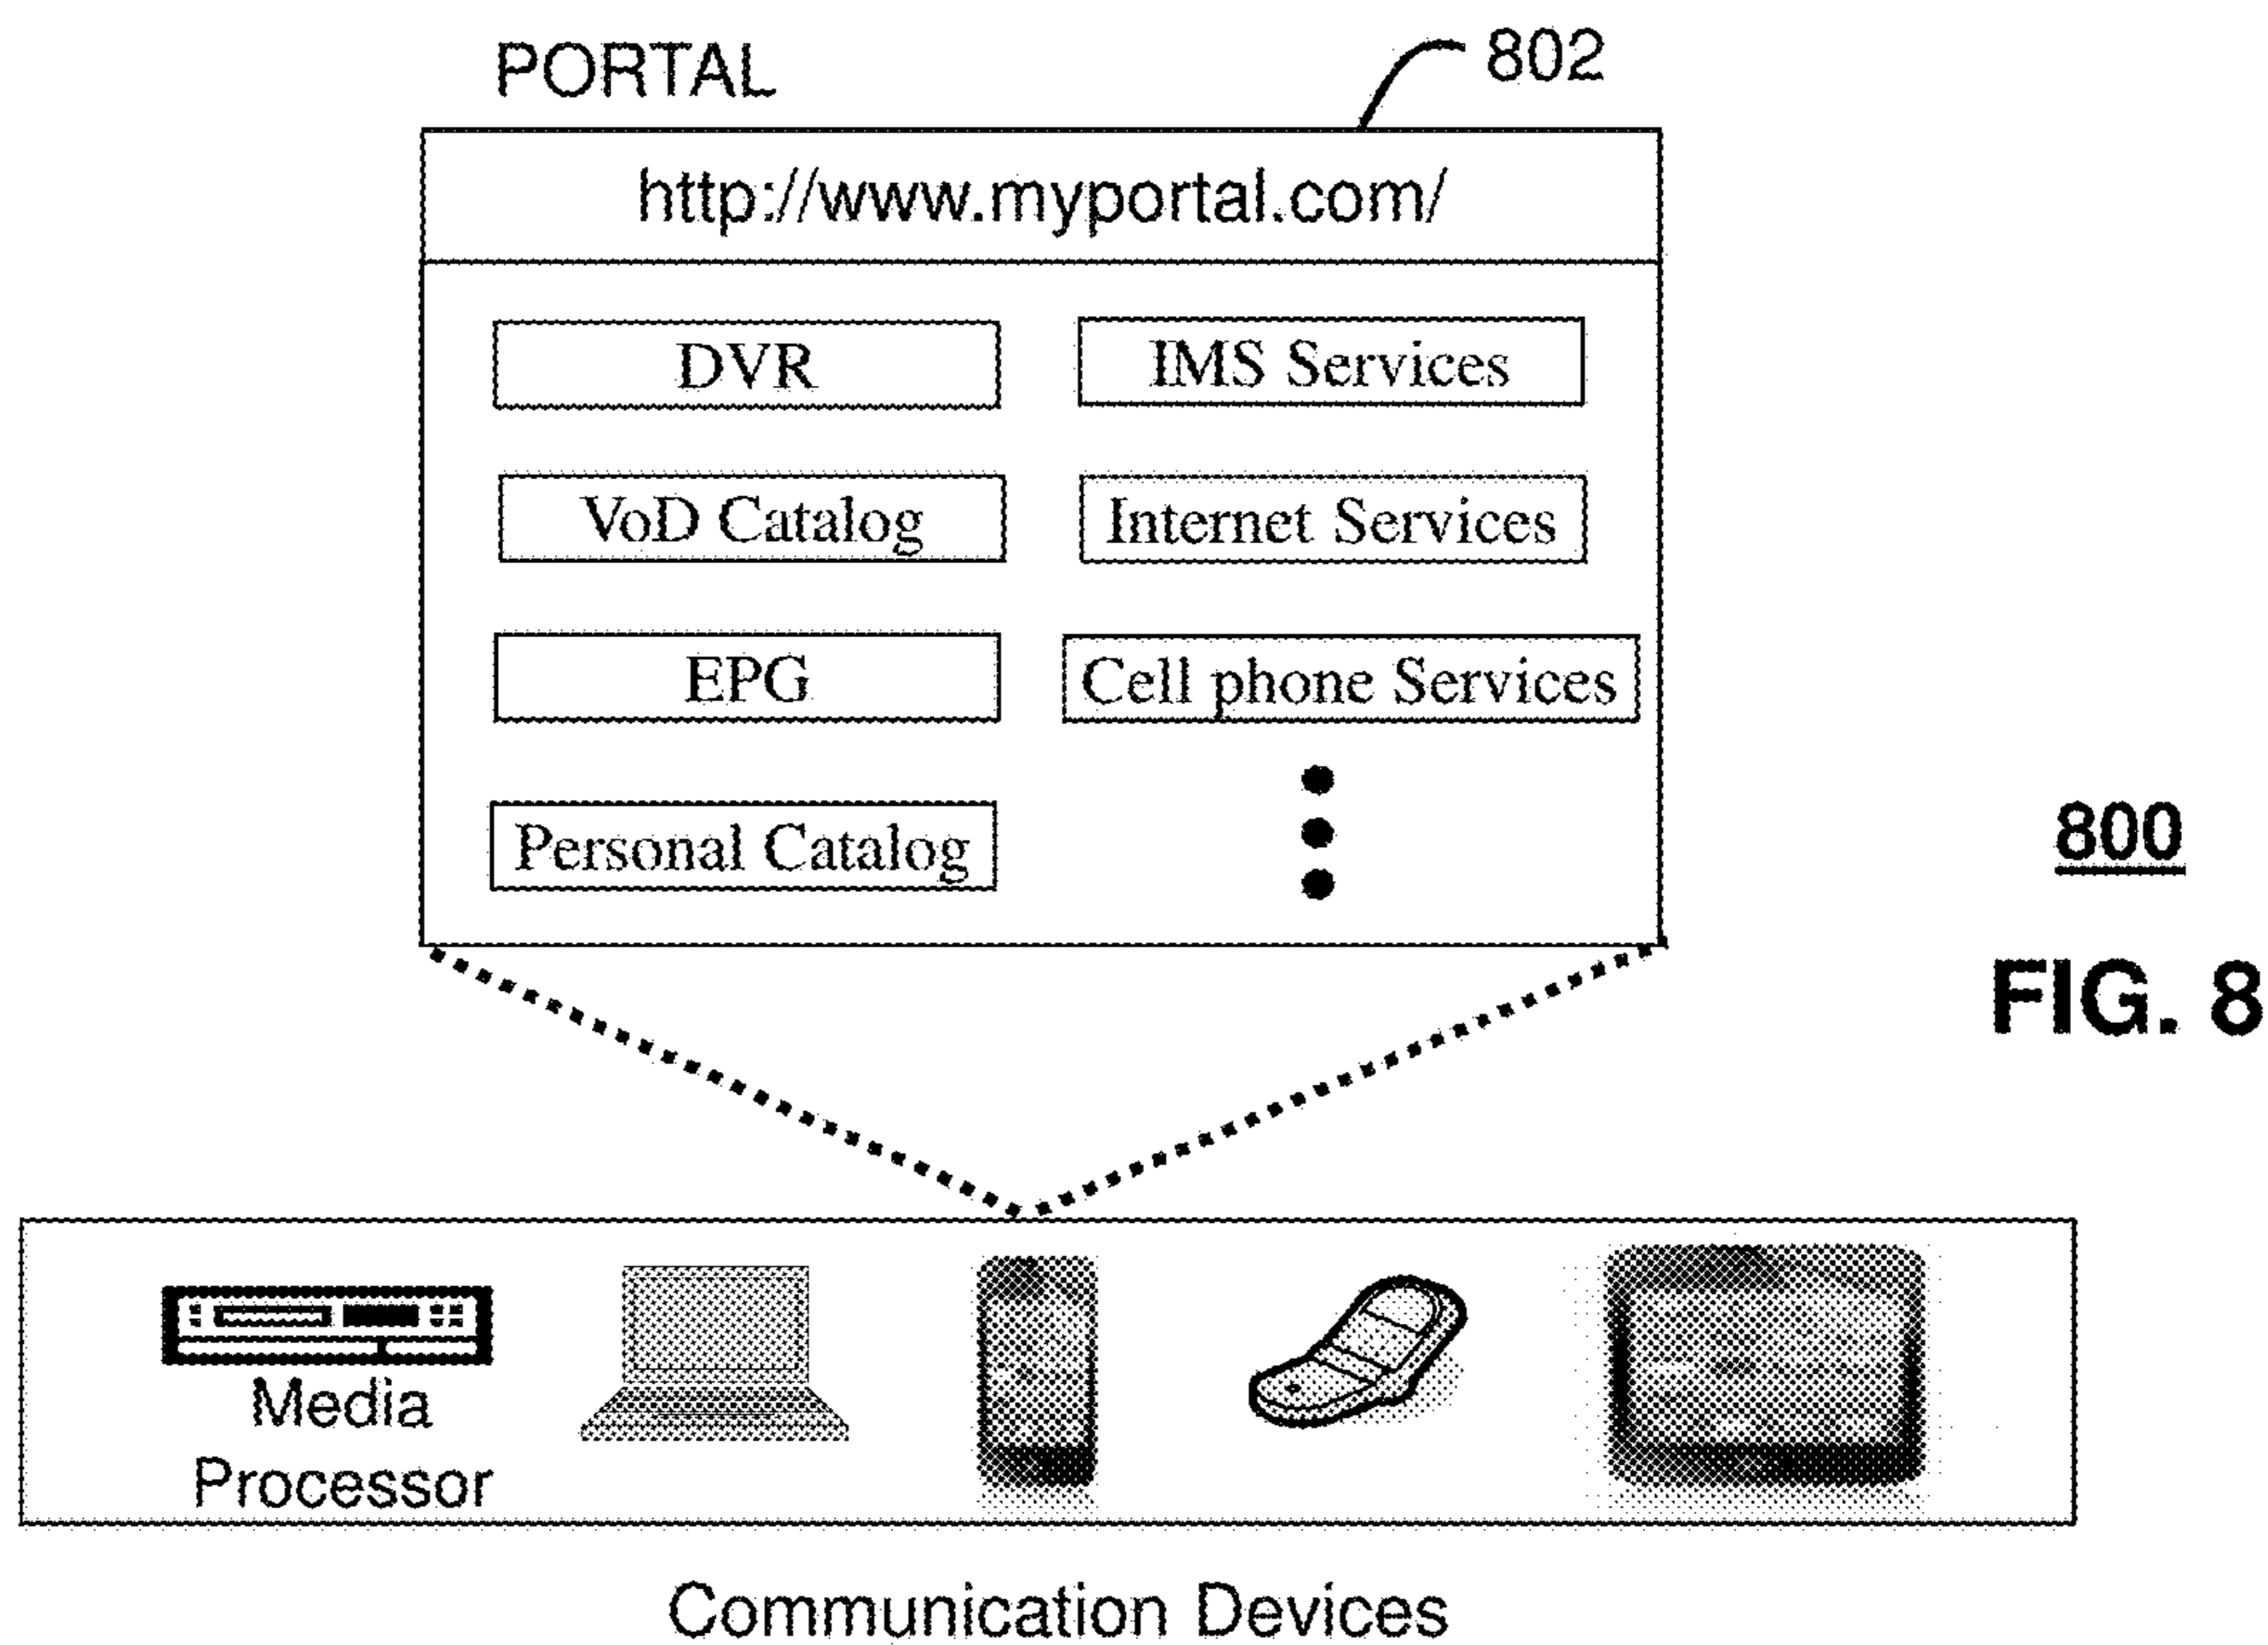 PORTAL
802
http://www.myportal.com/
DVR
IMS Services
VoD Catalog
Internet Services
EPG
Cell phone Services
Personal Catalog
800
FIG. 8
Media
Processor
Communication Devices